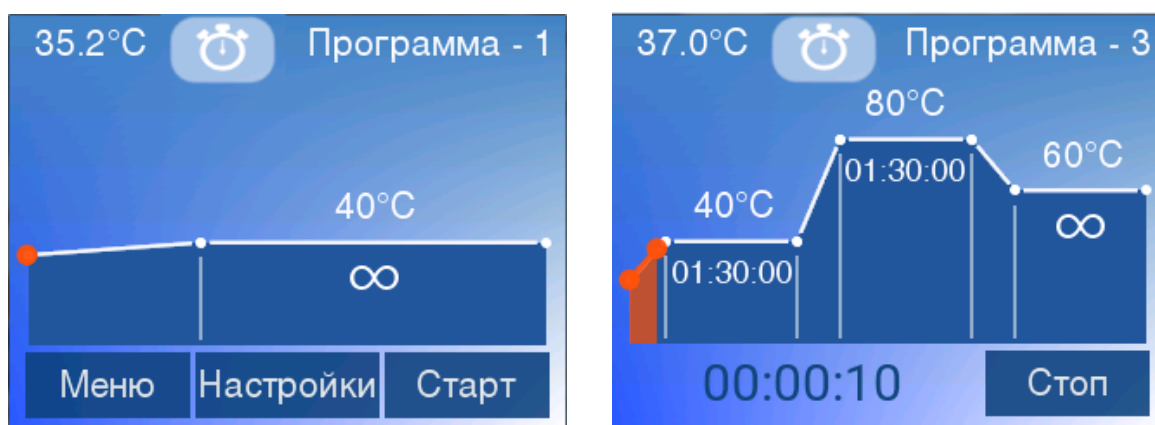 35.2°C Программа - 1
40°C
∞
Меню Настройки Старт
37.0°C Программа - 3
80°C
01:30:00 60°C
40°C ∞
01:30:00
00:00:10 Стоп